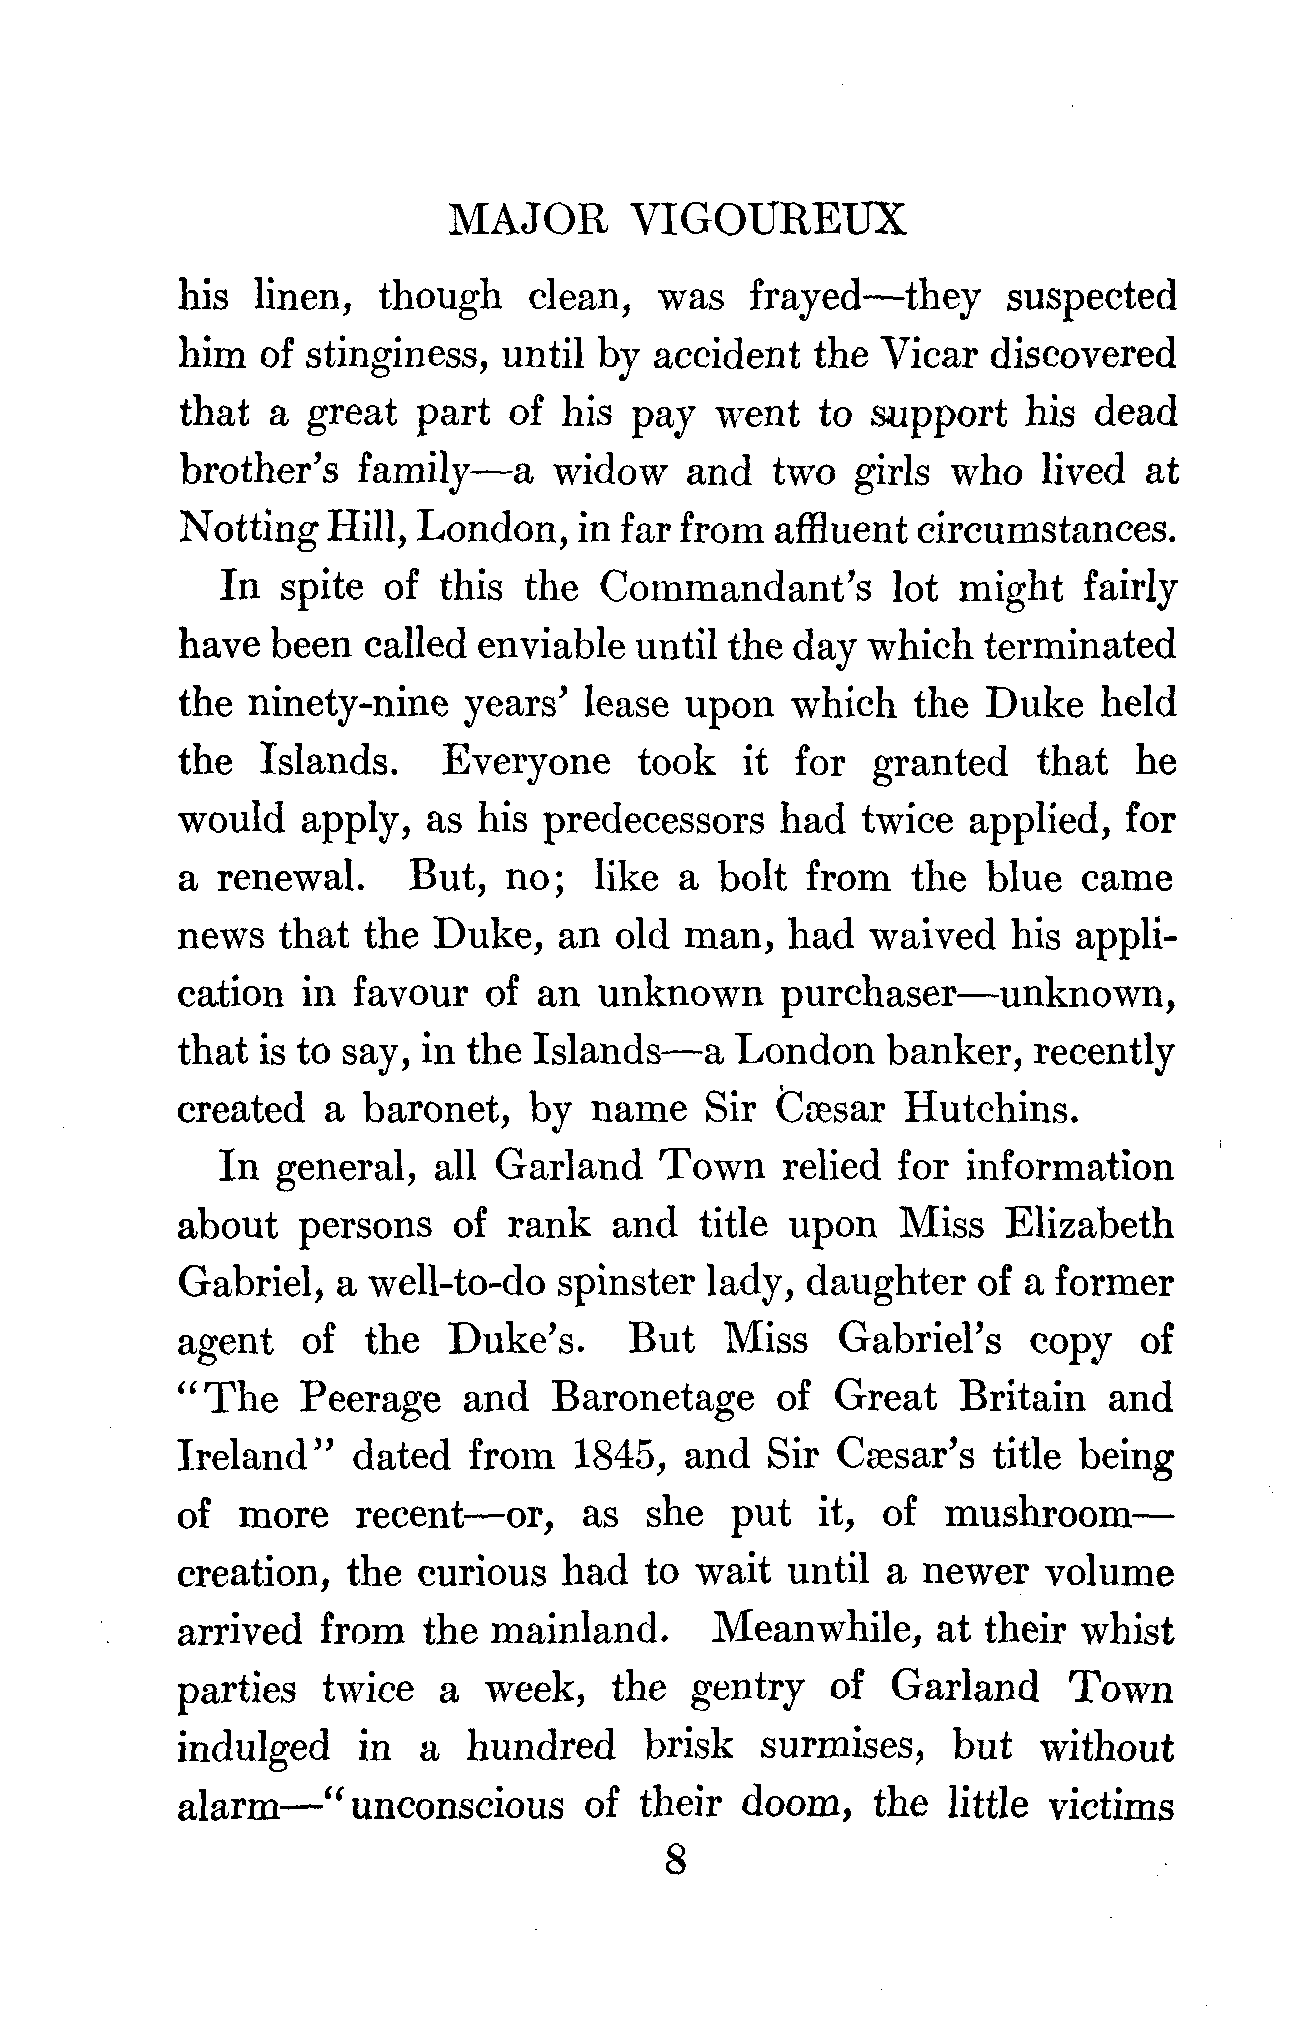 MAJOR VIGOUREUX
his linen, though clean, was frayed—they suspected
him of stinginess, until by accident the Vicar discovered
that a great part of his pay went to support his dead
brother's family—a widow and two girls who lived at
Notting Hill, London, in far from affluent circumstances.
In spite of this the Commandant's lot might fairly
have been called enviable until the day which terminated
the ninety-nine years' lease upon which the Duke held
the Islands. Everyone took it for granted that he
would apply, as his predecessors had twice applied, for
a renewal. But, no; like a bolt from the blue came
news that the Duke, an old man, had waived his appli-
cation in favour of an unknown purchaser—unknown,
that is to say, in the Islands—a London banker, recently
created a baronet, by name Sir Cæsar Hutchins.
In general, all Garland Town relied for information
about persons of rank and title upon Miss Elizabeth
Gabriel, a well-to-do spinster lady, daughter of a former
agent of the Duke's. But Miss Gabriel's copy of
"The Peerage and Baronetage of Great Britain and
Ireland" dated from 1845, and Sir Cæsar's title being
of more recent—or, as she put it, of mushroom—
creation, the curious had to wait until a newer volume
arrived from the mainland. Meanwhile, at their whist
parties twice a week, the gentry of Garland Town
indulged in a hundred brisk surmises, but without
alarm—"unconscious of their doom, the little victims
8